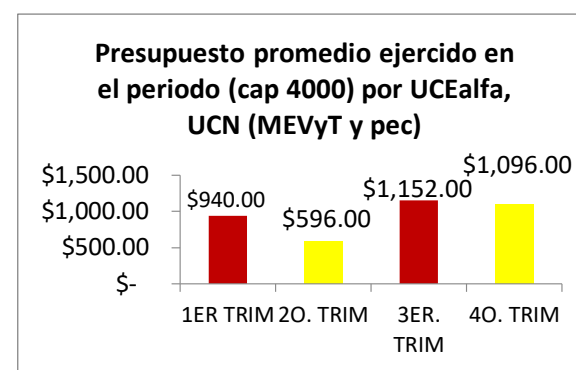 Presupuesto promedio ejercido en
el periodo (cap 4000) por UCEalfa,
UCN (MEVyT y pec)
$1,500.00
$1,000.00
$500.00
$-
$940.00
$596.00
$1,152.00
$1,096.00
1ER TRIM
2O. TRIM
3ER.
TRIM
4O. TRIM